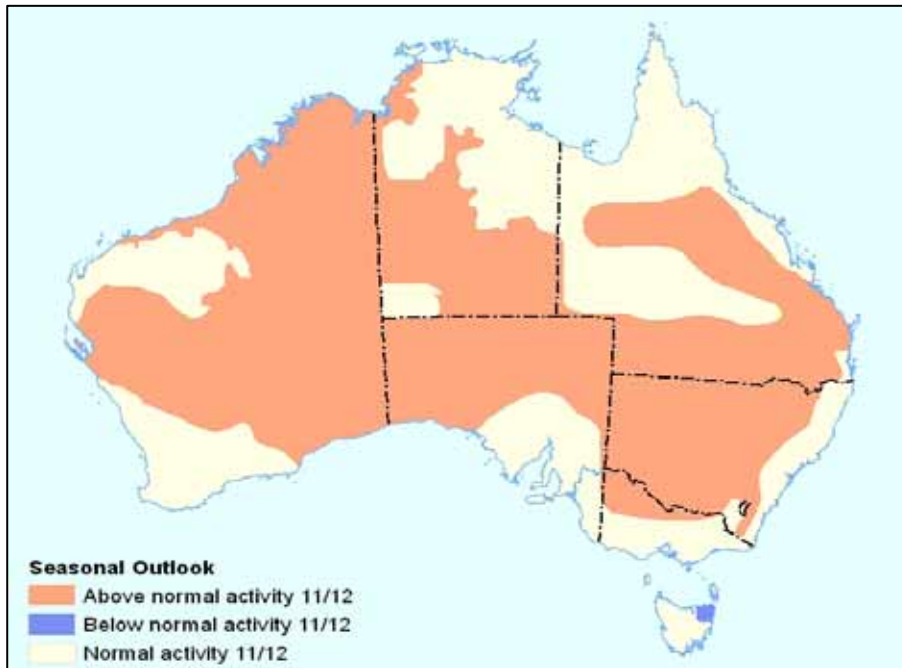 Seasonal Outlook
Above normal activity 11/12
Below normal activity 11/12
Normal activity 11/12